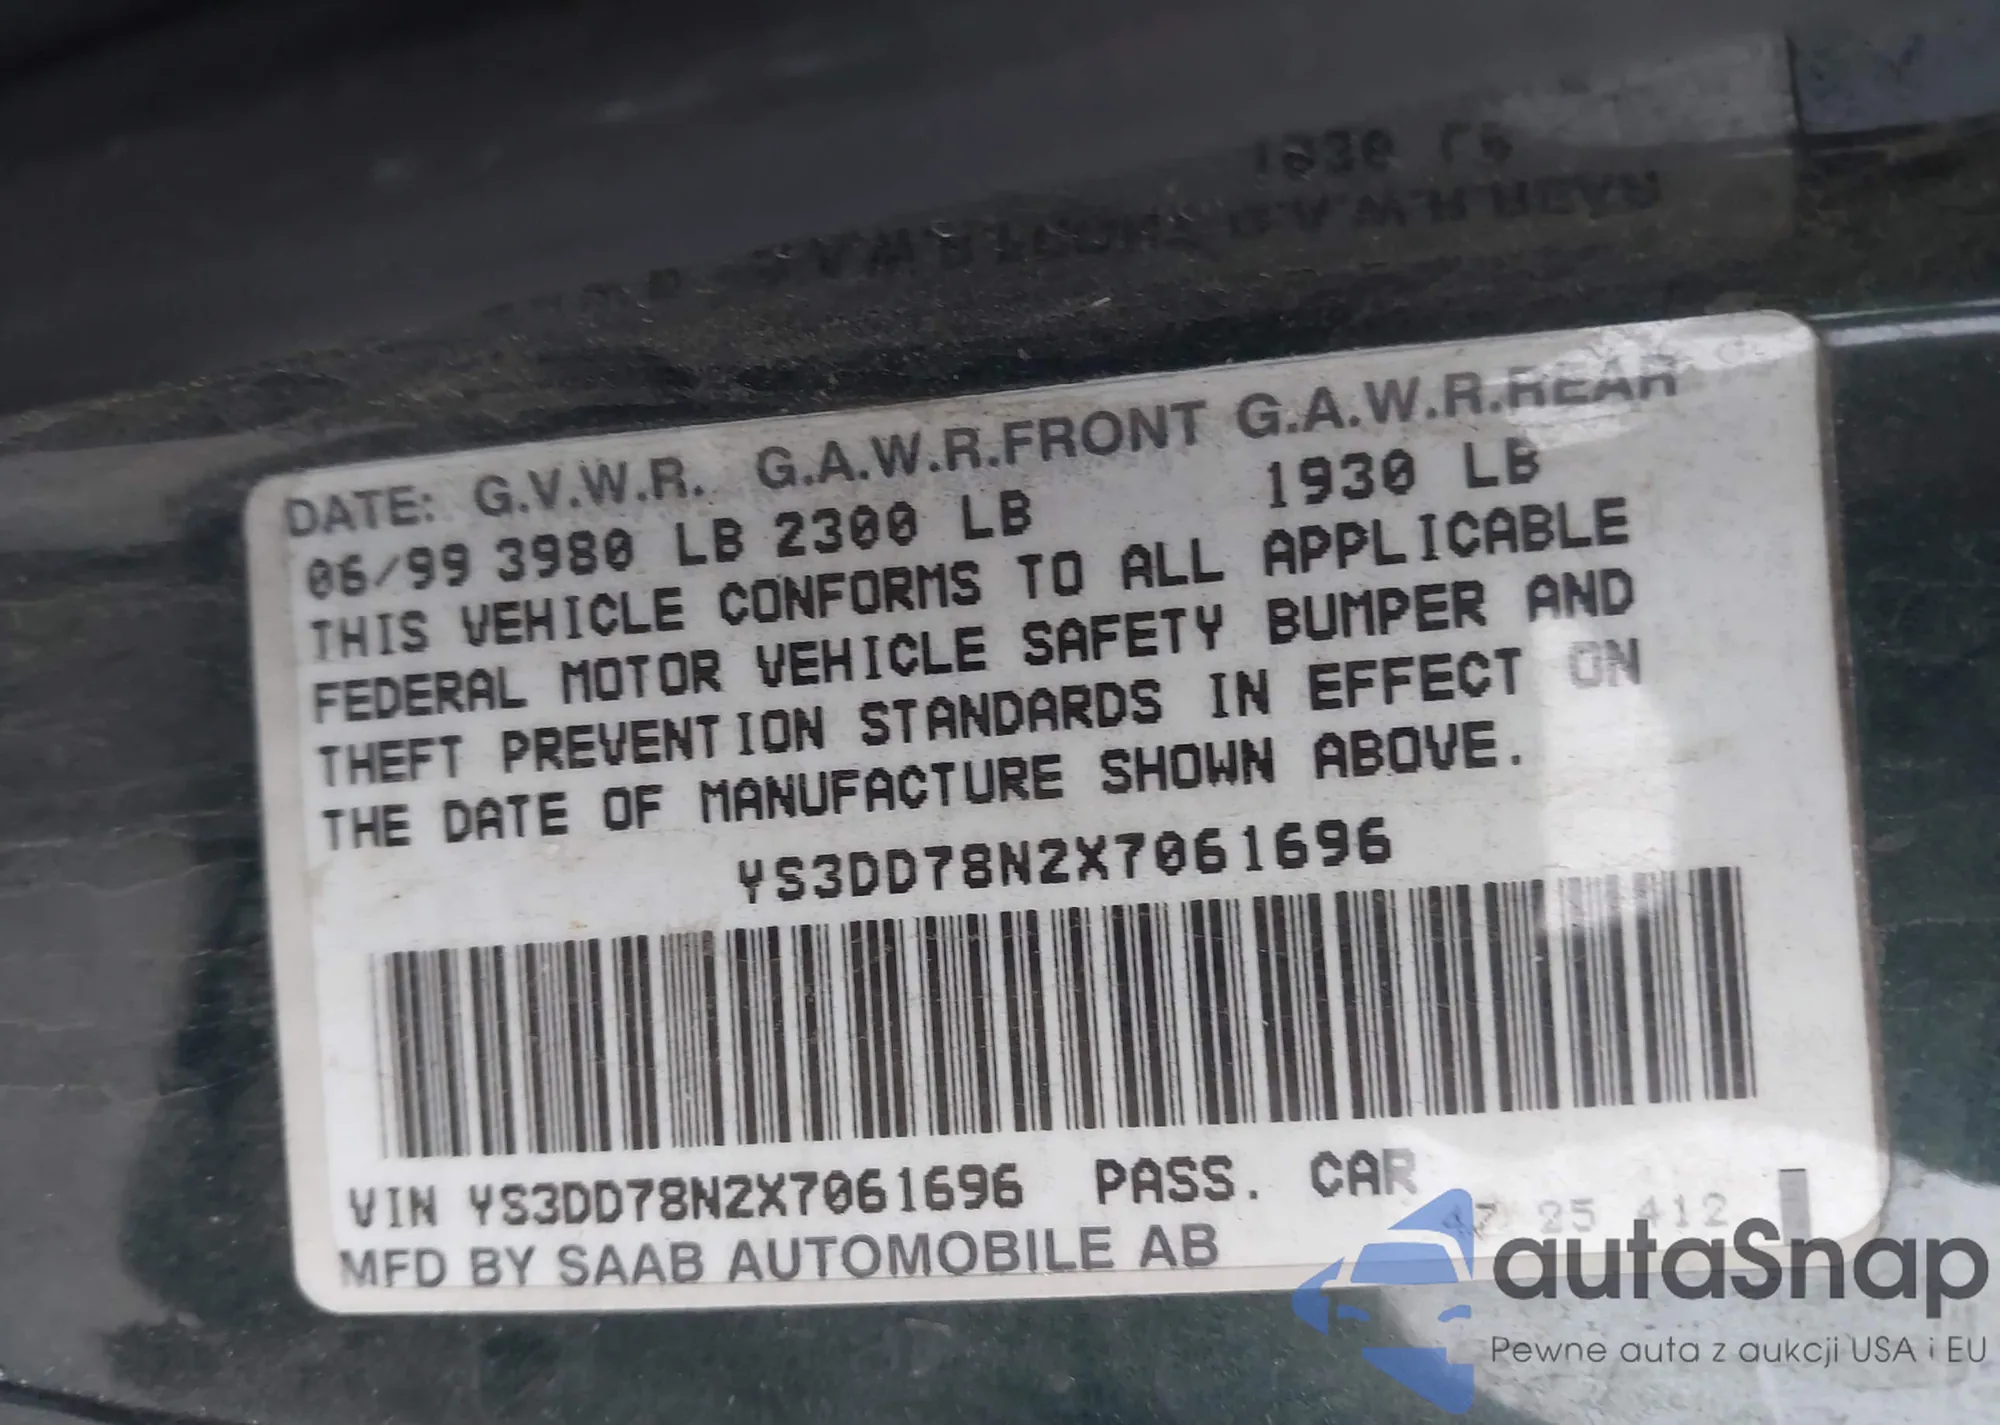 DATE: G.V.W.R. G.A.W.R.FRONT G.A.W.R.REAR
06/99 3980 LB 2300 LB 1930 LB
THIS VEHICLE CONFORMS TO ALL APPLICABLE
FEDERAL MOTOR VEHICLE SAFETY BUMPER AND
THEFT PREVENTION STANDARDS IN EFFECT ON
THE DATE OF MANUFACTURE SHOWN ABOVE.
YS3DD78N2X7061696
VIN YS3DD78N2X7061696 PASS. CAR
25 412
MFD BY SAAB AUTOMOBILE AB
autaSnap
Pewne auta z aukcji USA i EU